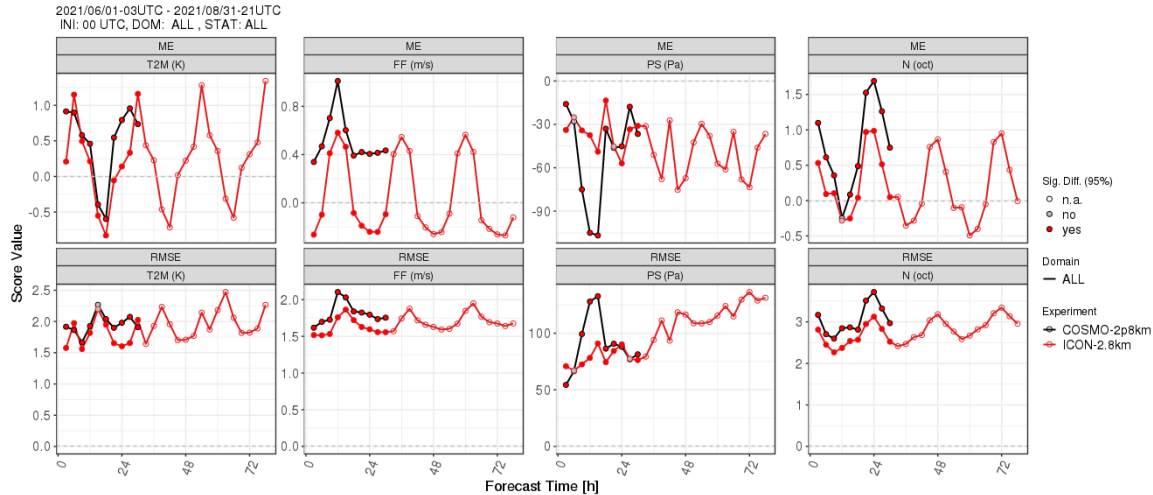 2021/06/01-03UTC - 2021/08/31-21UTC
INI: 00 UTC, DOM: ALL , STAT: ALL
ME
ME
ME
ME
T2M (K)
FF (m/s)
PS (Pa)
N (oct)
1.0
0.5
0.0
-0.5
0.8
0.4
0.0
0
-30
-60
-90
1.5
1.0
0.5
0.0
-0.5
RMSE
RMSE
RMSE
RMSE
T2M (K)
FF (m/s)
PS (Pa)
N (oct)
2.5
2.0
1.5
1.0
0.5
0.0
2.0
1.5
1.0
0.5
0.0
100
50
0
3
2
1
0
0
24
48
72
0
24
48
72
0
24
48
72
0
24
48
72
Score Value
Forecast Time [h]
Sig. Diff. (95%)
n.a.
no
yes
Domain
ALL
Experiment
COSMO-2p8km
ICON-2.8km